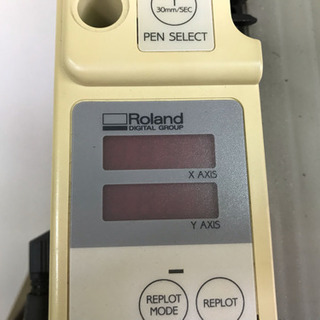 30mm/SEC
PEN SELECT
Roland
DIGITAL GROUP
X AXIS
Y AXIS
REPLOT
MODE
REPLOT